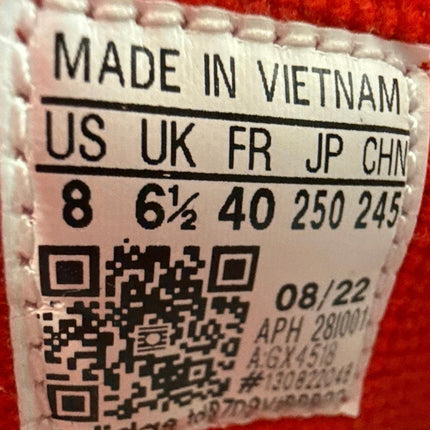 MADE IN VIETNAM
US UK FR JP CHN
8 6½ 40 250 245
08/22
APH 281001
A:GX4518
#130822048